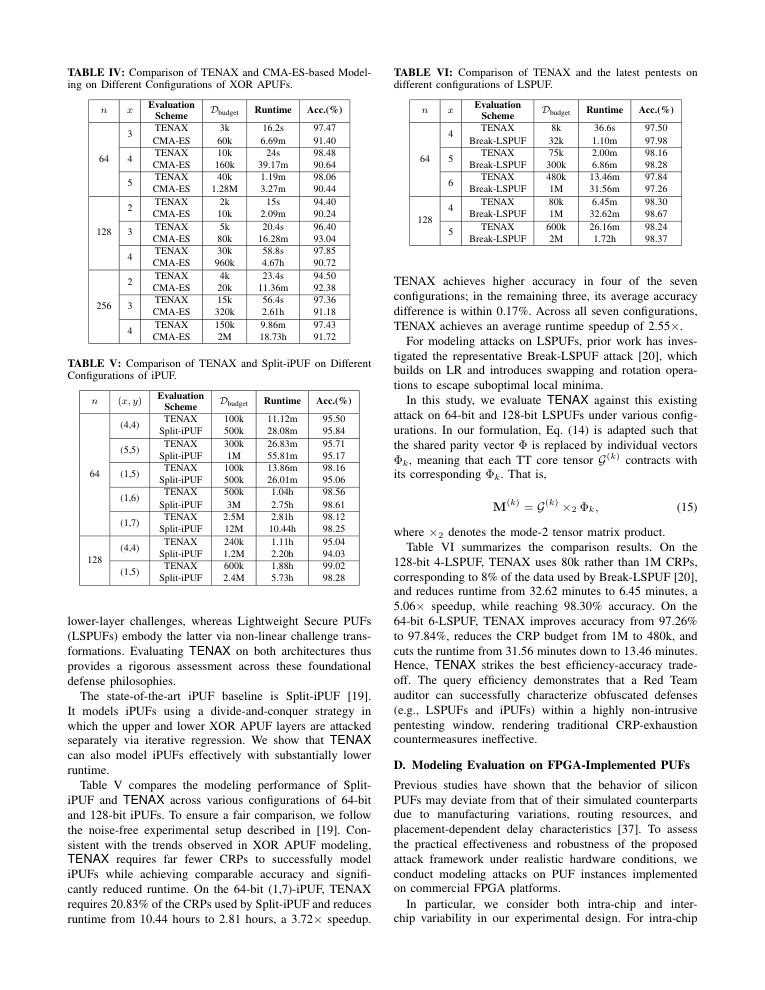 TABLE IV: Comparison of TENAX and CMA-ES-based Model-
ing on Different Configurations of XOR APUFs.
n x Evaluation Scheme 𝒟budget Runtime Acc.(%)
64 3 TENAX 3k 16.2s 97.47
CMA-ES 60k 6.69m 91.40
4 TENAX 10k 24s 98.48
CMA-ES 160k 39.17m 90.64
5 TENAX 40k 1.19m 98.06
CMA-ES 1.28M 3.27m 90.44
128 2 TENAX 2k 15s 94.40
CMA-ES 10k 2.09m 90.24
3 TENAX 5k 20.4s 96.40
CMA-ES 80k 16.28m 93.04
4 TENAX 30k 58.8s 97.85
CMA-ES 960k 4.67h 90.72
256 2 TENAX 4k 23.4s 94.50
CMA-ES 20k 11.36m 92.38
3 TENAX 15k 56.4s 97.36
CMA-ES 320k 2.61h 91.18
4 TENAX 150k 9.86m 97.43
CMA-ES 2M 18.73h 91.72
TABLE V: Comparison of TENAX and Split-iPUF on Different
Configurations of iPUF.
n (x, y) Evaluation Scheme 𝒟budget Runtime Acc.(%)
64 (4,4) TENAX 100k 11.12m 95.50
Split-iPUF 500k 28.08m 95.84
(5,5) TENAX 300k 26.83m 95.71
Split-iPUF 1M 55.81m 95.17
(1,5) TENAX 100k 13.86m 98.16
Split-iPUF 500k 26.01m 95.06
(1,6) TENAX 500k 1.04h 98.56
Split-iPUF 3M 2.75h 98.61
(1,7) TENAX 2.5M 2.81h 98.12
Split-iPUF 12M 10.44h 98.25
128 (4,4) TENAX 240k 1.11h 95.04
Split-iPUF 1.2M 2.20h 94.03
(1,5) TENAX 600k 1.88h 99.02
Split-iPUF 2.4M 5.73h 98.28
lower-layer challenges, whereas Lightweight Secure PUFs
(LSPUFs) embody the latter via non-linear challenge trans-
formations. Evaluating TENAX on both architectures thus
provides a rigorous assessment across these foundational
defense philosophies.
The state-of-the-art iPUF baseline is Split-iPUF [19].
It models iPUFs using a divide-and-conquer strategy in
which the upper and lower XOR APUF layers are attacked
separately via iterative regression. We show that TENAX
can also model iPUFs effectively with substantially lower
runtime.
Table V compares the modeling performance of Split-
iPUF and TENAX across various configurations of 64-bit
and 128-bit iPUFs. To ensure a fair comparison, we follow
the noise-free experimental setup described in [19]. Con-
sistent with the trends observed in XOR APUF modeling,
TENAX requires far fewer CRPs to successfully model
iPUFs while achieving comparable accuracy and signifi-
cantly reduced runtime. On the 64-bit (1,7)-iPUF, TENAX
requires 20.83% of the CRPs used by Split-iPUF and reduces
runtime from 10.44 hours to 2.81 hours, a 3.72× speedup.
TABLE VI: Comparison of TENAX and the latest pentests on
different configurations of LSPUF.
n x Evaluation Scheme 𝒟budget Runtime Acc.(%)
64 4 TENAX 8k 36.6s 97.50
Break-LSPUF 32k 1.10m 97.98
5 TENAX 75k 2.00m 98.16
Break-LSPUF 300k 6.86m 98.28
6 TENAX 480k 13.46m 97.84
Break-LSPUF 1M 31.56m 97.26
128 4 TENAX 80k 6.45m 98.30
Break-LSPUF 1M 32.62m 98.67
5 TENAX 600k 26.16m 98.24
Break-LSPUF 2M 1.72h 98.37
TENAX achieves higher accuracy in four of the seven
configurations; in the remaining three, its average accuracy
difference is within 0.17%. Across all seven configurations,
TENAX achieves an average runtime speedup of 2.55×.
For modeling attacks on LSPUFs, prior work has inves-
tigated the representative Break-LSPUF attack [20], which
builds on LR and introduces swapping and rotation opera-
tions to escape suboptimal local minima.
In this study, we evaluate TENAX against this existing
attack on 64-bit and 128-bit LSPUFs under various config-
urations. In our formulation, Eq. (14) is adapted such that
the shared parity vector Φ is replaced by individual vectors
Φk, meaning that each TT core tensor 𝒢(k) contracts with
its corresponding Φk. That is,
M(k) = 𝒢(k) ×2 Φk, (15)
where ×2 denotes the mode-2 tensor matrix product.
Table VI summarizes the comparison results. On the
128-bit 4-LSPUF, TENAX uses 80k rather than 1M CRPs,
corresponding to 8% of the data used by Break-LSPUF [20],
and reduces runtime from 32.62 minutes to 6.45 minutes, a
5.06× speedup, while reaching 98.30% accuracy. On the
64-bit 6-LSPUF, TENAX improves accuracy from 97.26%
to 97.84%, reduces the CRP budget from 1M to 480k, and
cuts the runtime from 31.56 minutes down to 13.46 minutes.
Hence, TENAX strikes the best efficiency-accuracy trade-
off. The query efficiency demonstrates that a Red Team
auditor can successfully characterize obfuscated defenses
(e.g., LSPUFs and iPUFs) within a highly non-intrusive
pentesting window, rendering traditional CRP-exhaustion
countermeasures ineffective.
D. Modeling Evaluation on FPGA-Implemented PUFs
Previous studies have shown that the behavior of silicon
PUFs may deviate from that of their simulated counterparts
due to manufacturing variations, routing resources, and
placement-dependent delay characteristics [37]. To assess
the practical effectiveness and robustness of the proposed
attack framework under realistic hardware conditions, we
conduct modeling attacks on PUF instances implemented
on commercial FPGA platforms.
In particular, we consider both intra-chip and inter-
chip variability in our experimental design. For intra-chip